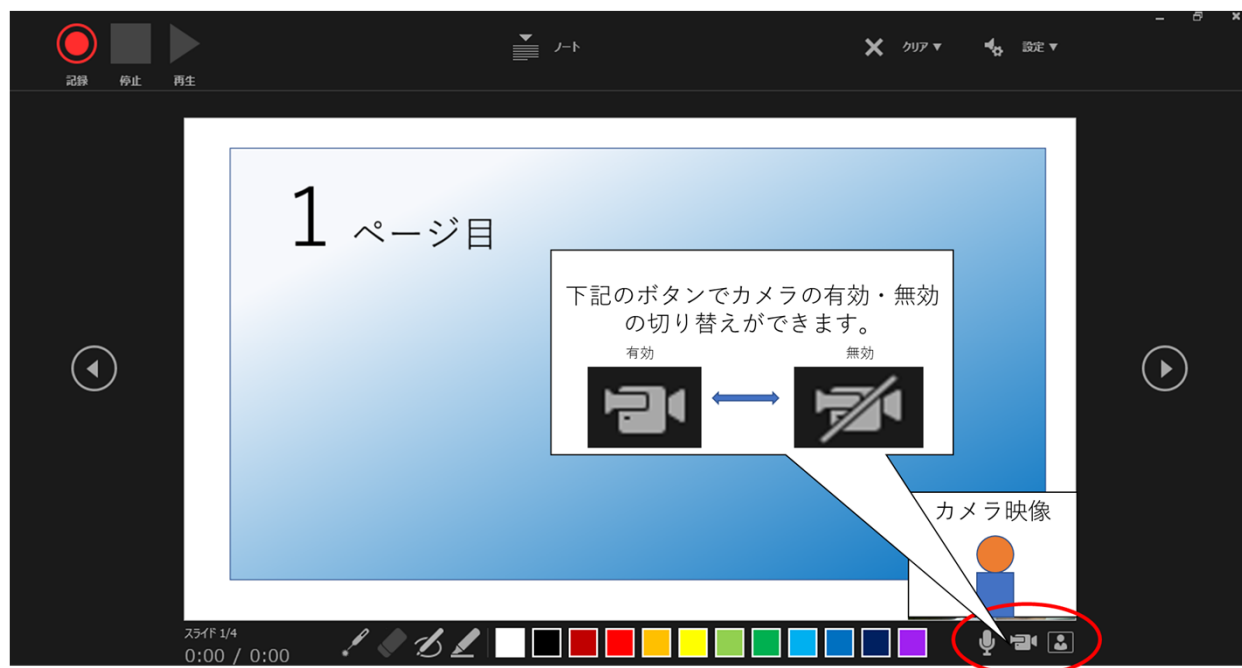 記録 停止 再生
ノート
クリア▼
設定▼
1 ページ目
下記のボタンでカメラの有効・無効
の切り替えができます。
有効
無効
カメラ映像
スライド 1/4
0:00 / 0:00